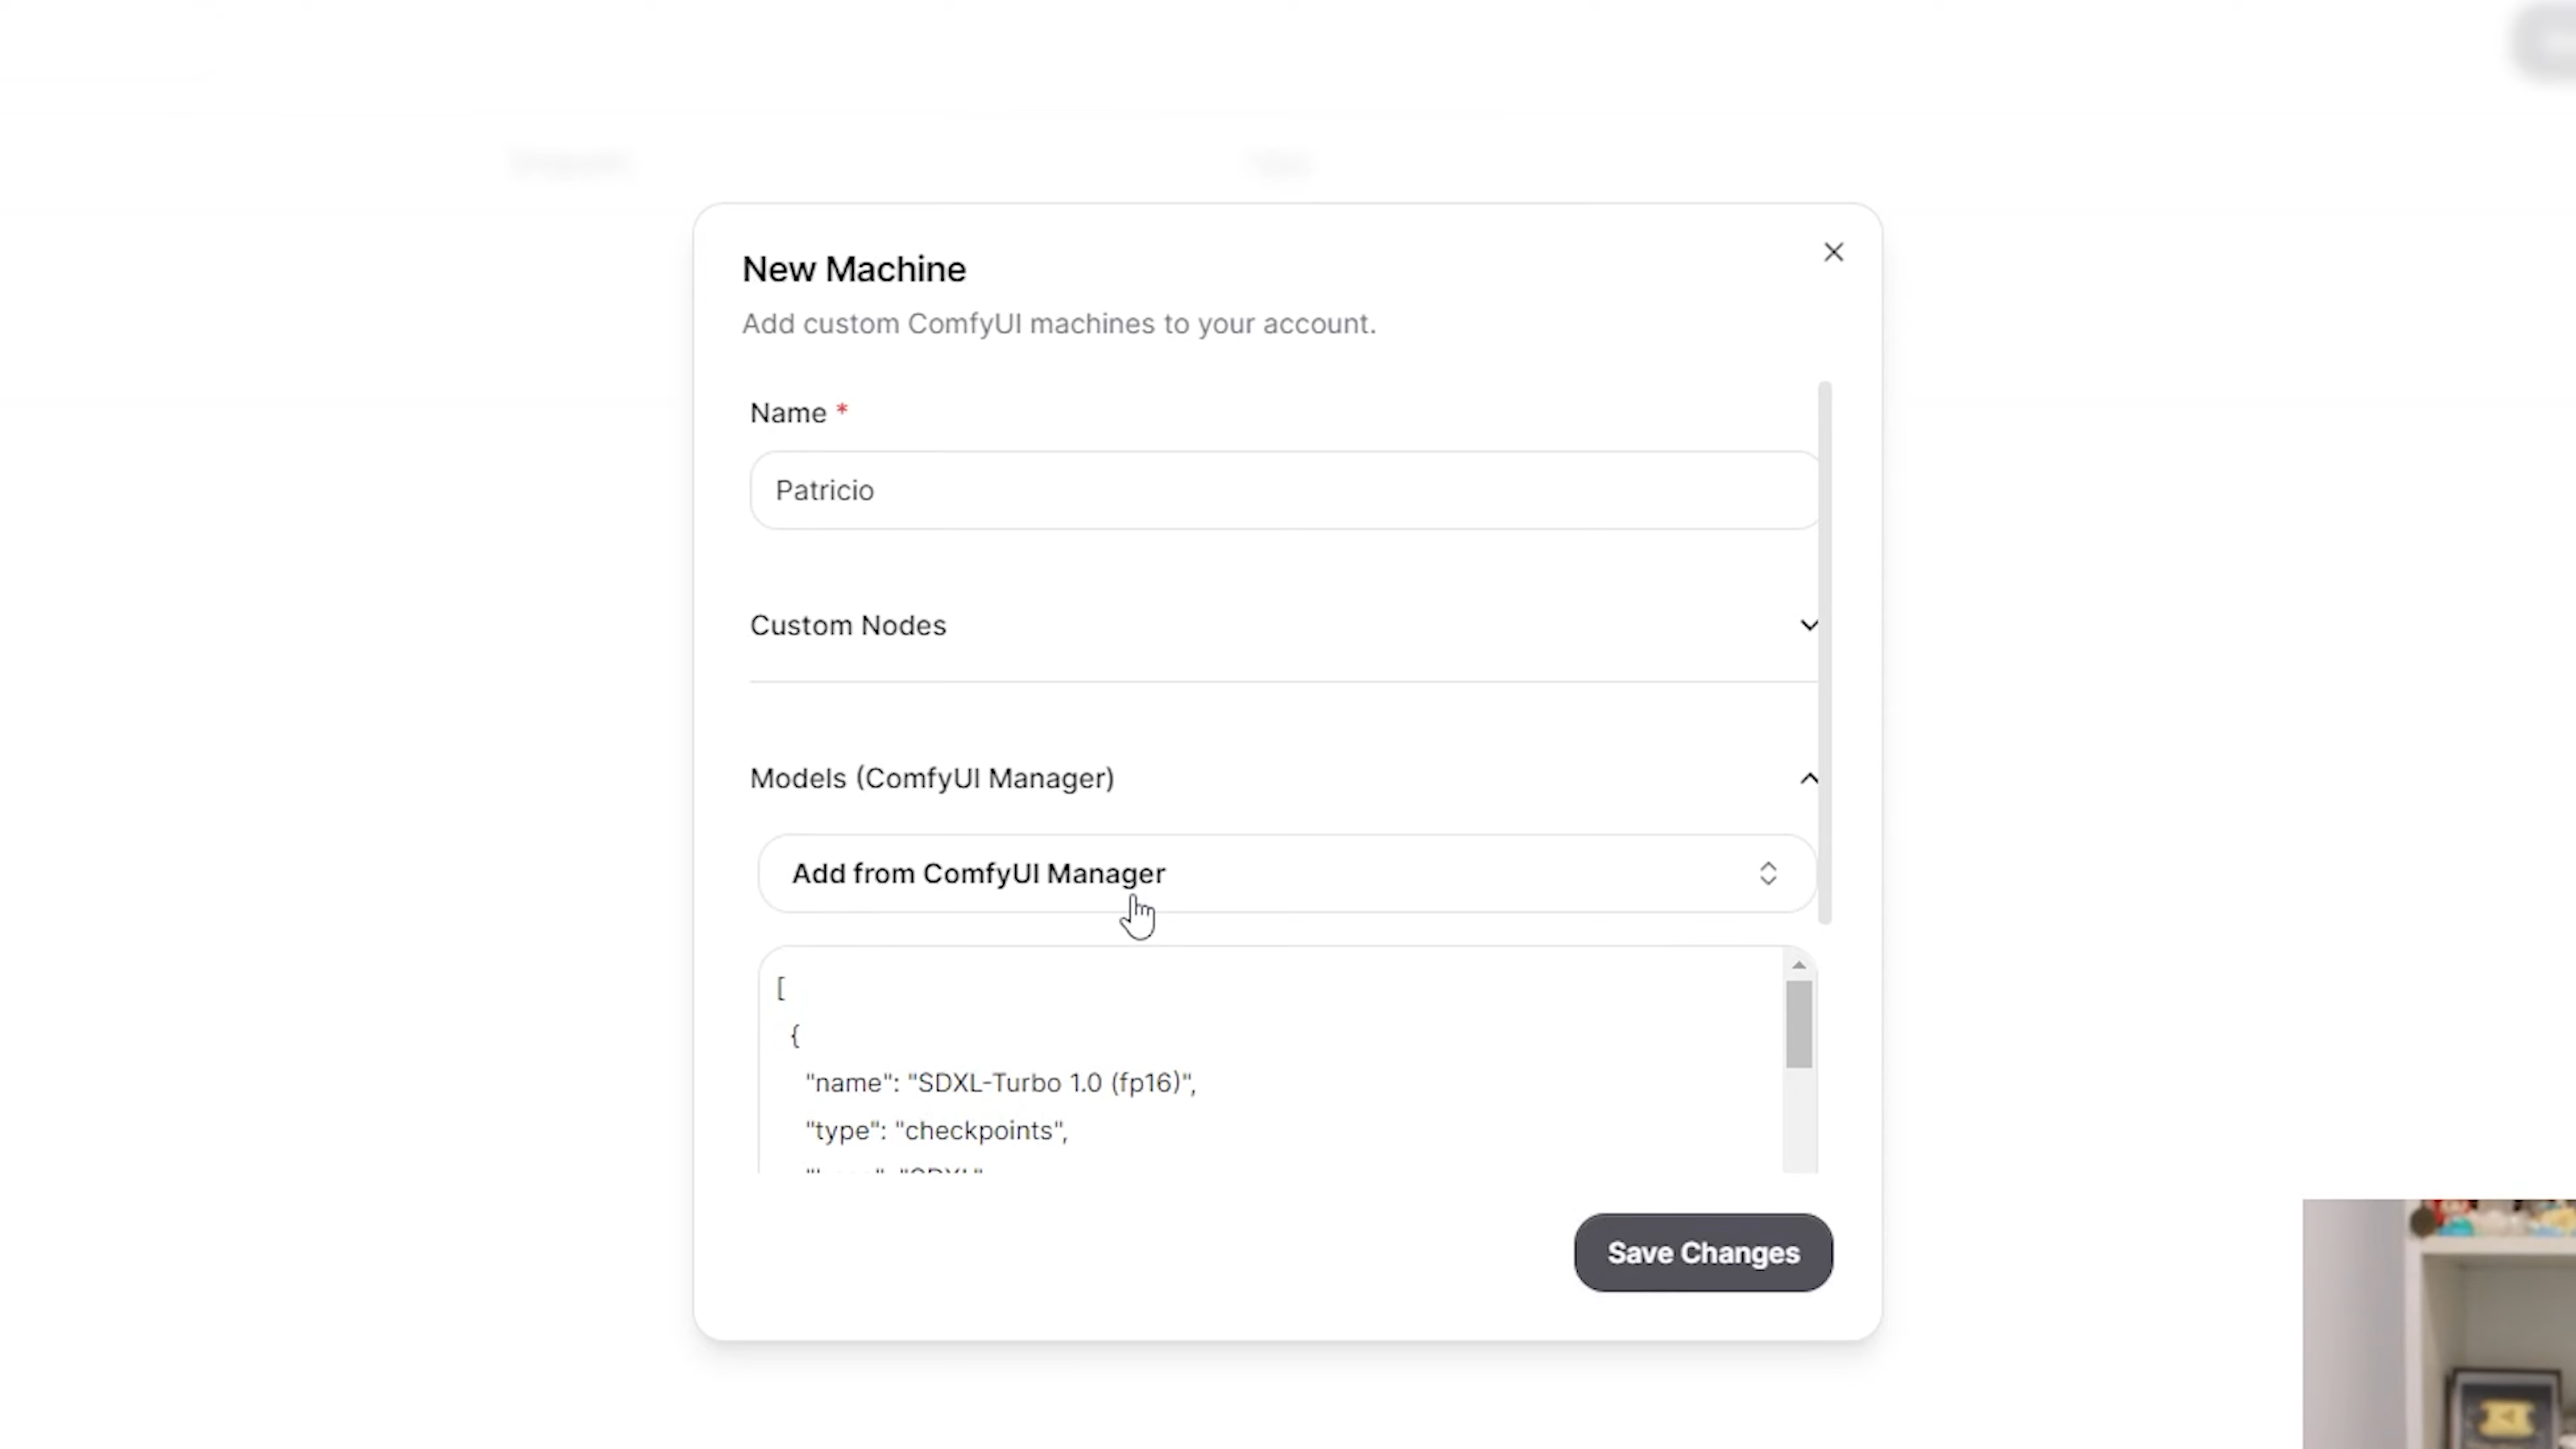 New Machine
Add custom ComfyUI machines to your account.
Name *
Patricio
Custom Nodes
Models (ComfyUI Manager)
Add from ComfyUI Manager
[
{
"name": "SDXL-Turbo 1.0 (fp16)",
"type": "checkpoints",
Save Changes